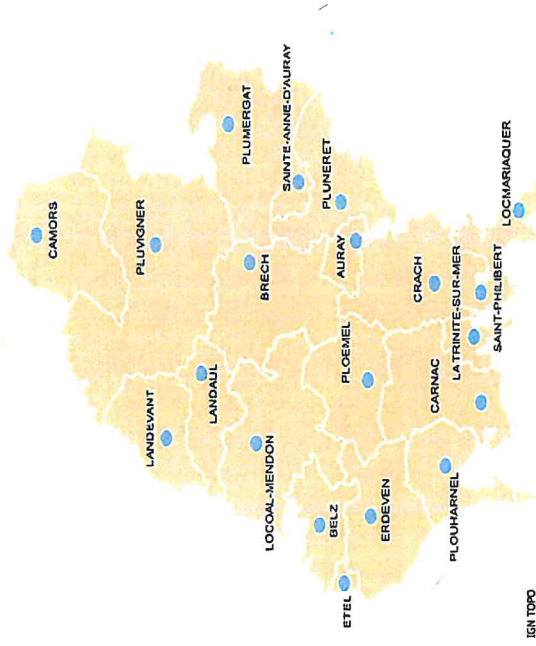 CAMORS
PLUVIGNER
PLUMERGAT
LANDEVANT
LANDAUL
BRECH
SAINTE-ANNE-D'AURAY
PLUNERET
LOCOAL-MENDON
AURAY
PLOEMEL
BELZ
ETEL
ERDEVEN
CRACH
LA TRINITE-SUR-MER
CARNAC
PLOUHARNEL
SAINT-PHILIBERT
LOCMARIAQUER
IGN TOPO